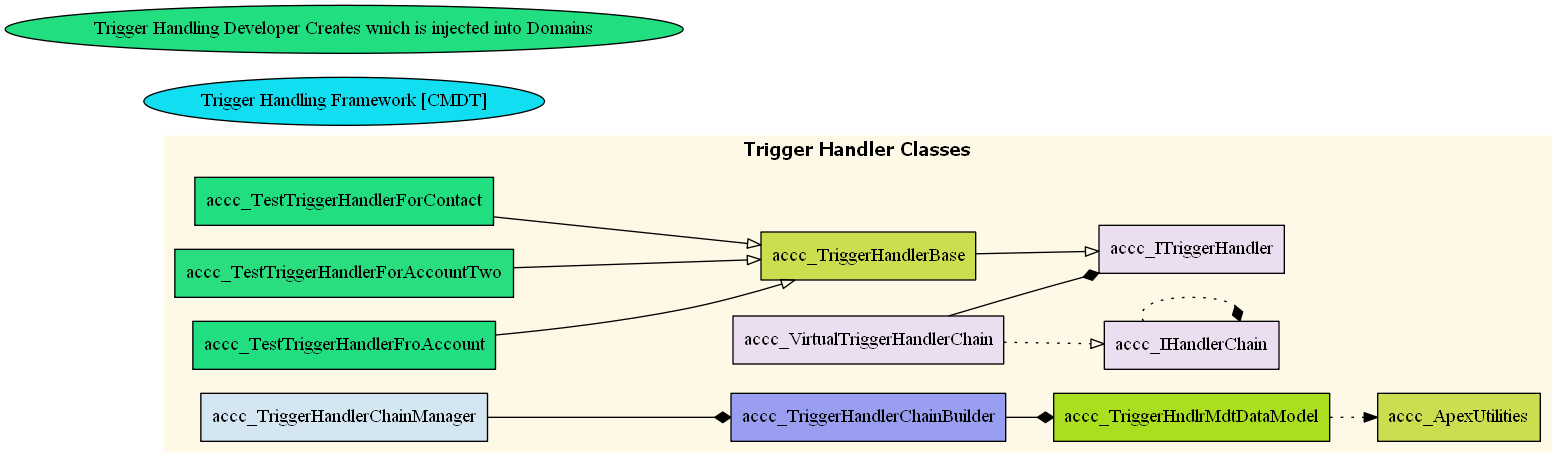 Trigger Handling Developer Creates which is injected into Domains
Trigger Handling Framework [CMDT]
Trigger Handler Classes
accc_TestTriggerHandlerForContact
accc_TestTriggerHandlerForAccountTwo
accc_TestTriggerHandlerFroAccount
accc_TriggerHandlerChainManager
accc_TriggerHandlerBase
accc_VirtualTriggerHandlerChain
accc_TriggerHandlerChainBuilder
accc_ITriggerHandler
accc_IHandlerChain
accc_TriggerHndlrMdtDataModel
accc_ApexUtilities